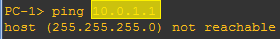 PC-1> ping 10.0.1.1
host (255.255.255.0) not reachable